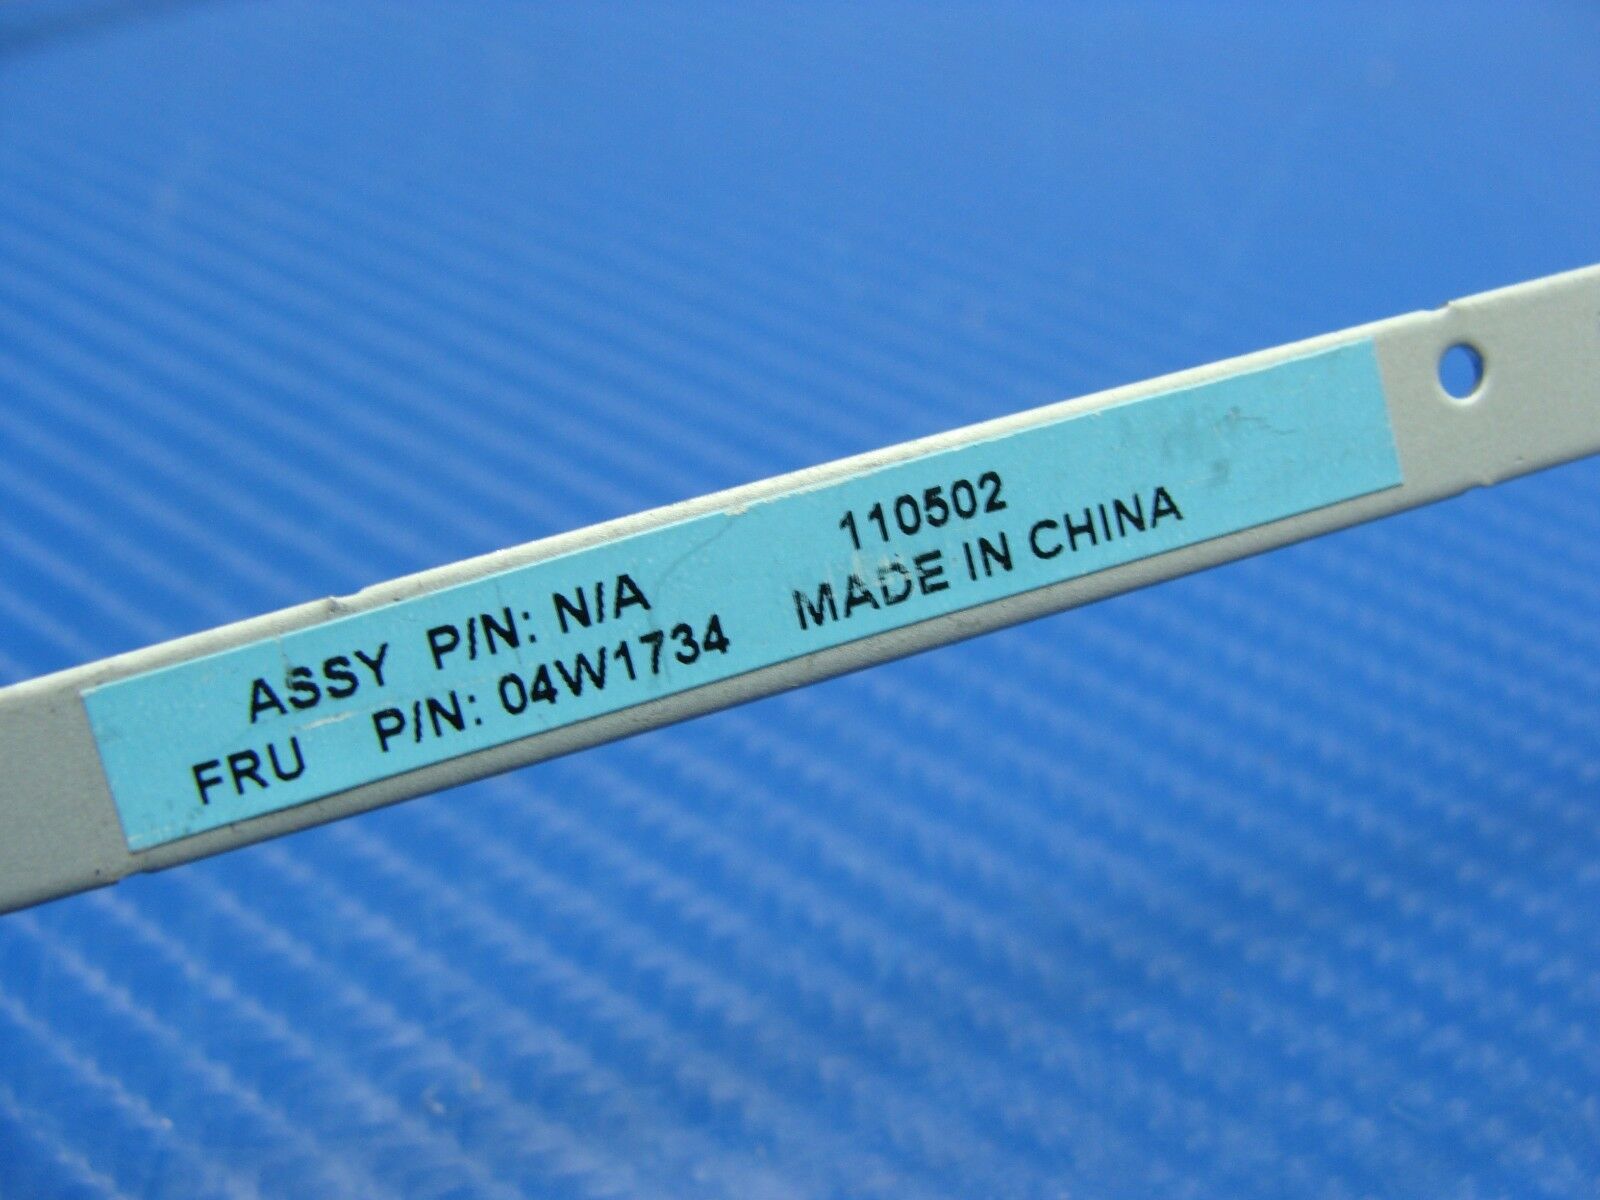 ASSY P/N: N/A 110502
FRU P/N: 04W1734 MADE IN CHINA